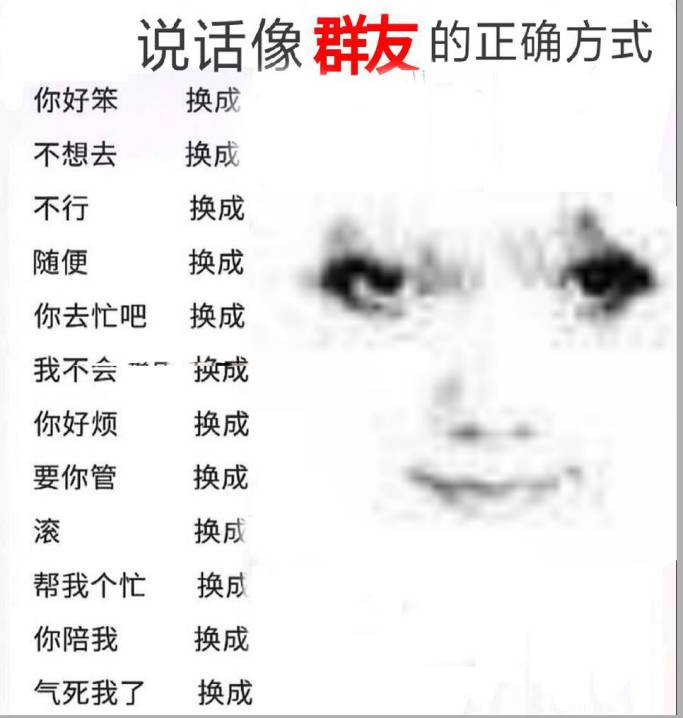 说话像群友的正确方式
你好笨 换成
不想去 换成
不行 换成
随便 换成
你去忙吧 换成
我不会 换成
你好烦 换成
要你管 换成
滚 换成
帮我个忙 换成
你陪我 换成
气死我了 换成